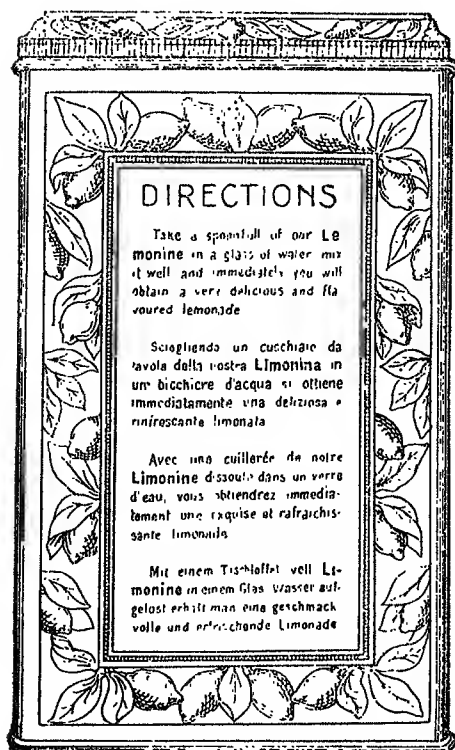 DIRECTIONS
Take a spoonfull of our Le
monine in a glass of water mix
it well and immediately you will
obtain a very delicious and fla
voured lemonade
Sciogliendo un cucchiaio da
tavola della nostra Limonina in
un bicchiere d'acqua si ottiene
immediatamente una deliziosa e
rinfrescante limonata
Avec une cuillerée de notre
Limonine dissoute dans un verre
d'eau, vous obtiendrez immedia-
tement une exquise et rafraichis-
sante limonade
Mit einem Tischloffel voll Li-
monine in einem Glas Wasser auf-
gelost erhalt man eine geschmack
volle und erfrischende Limonade